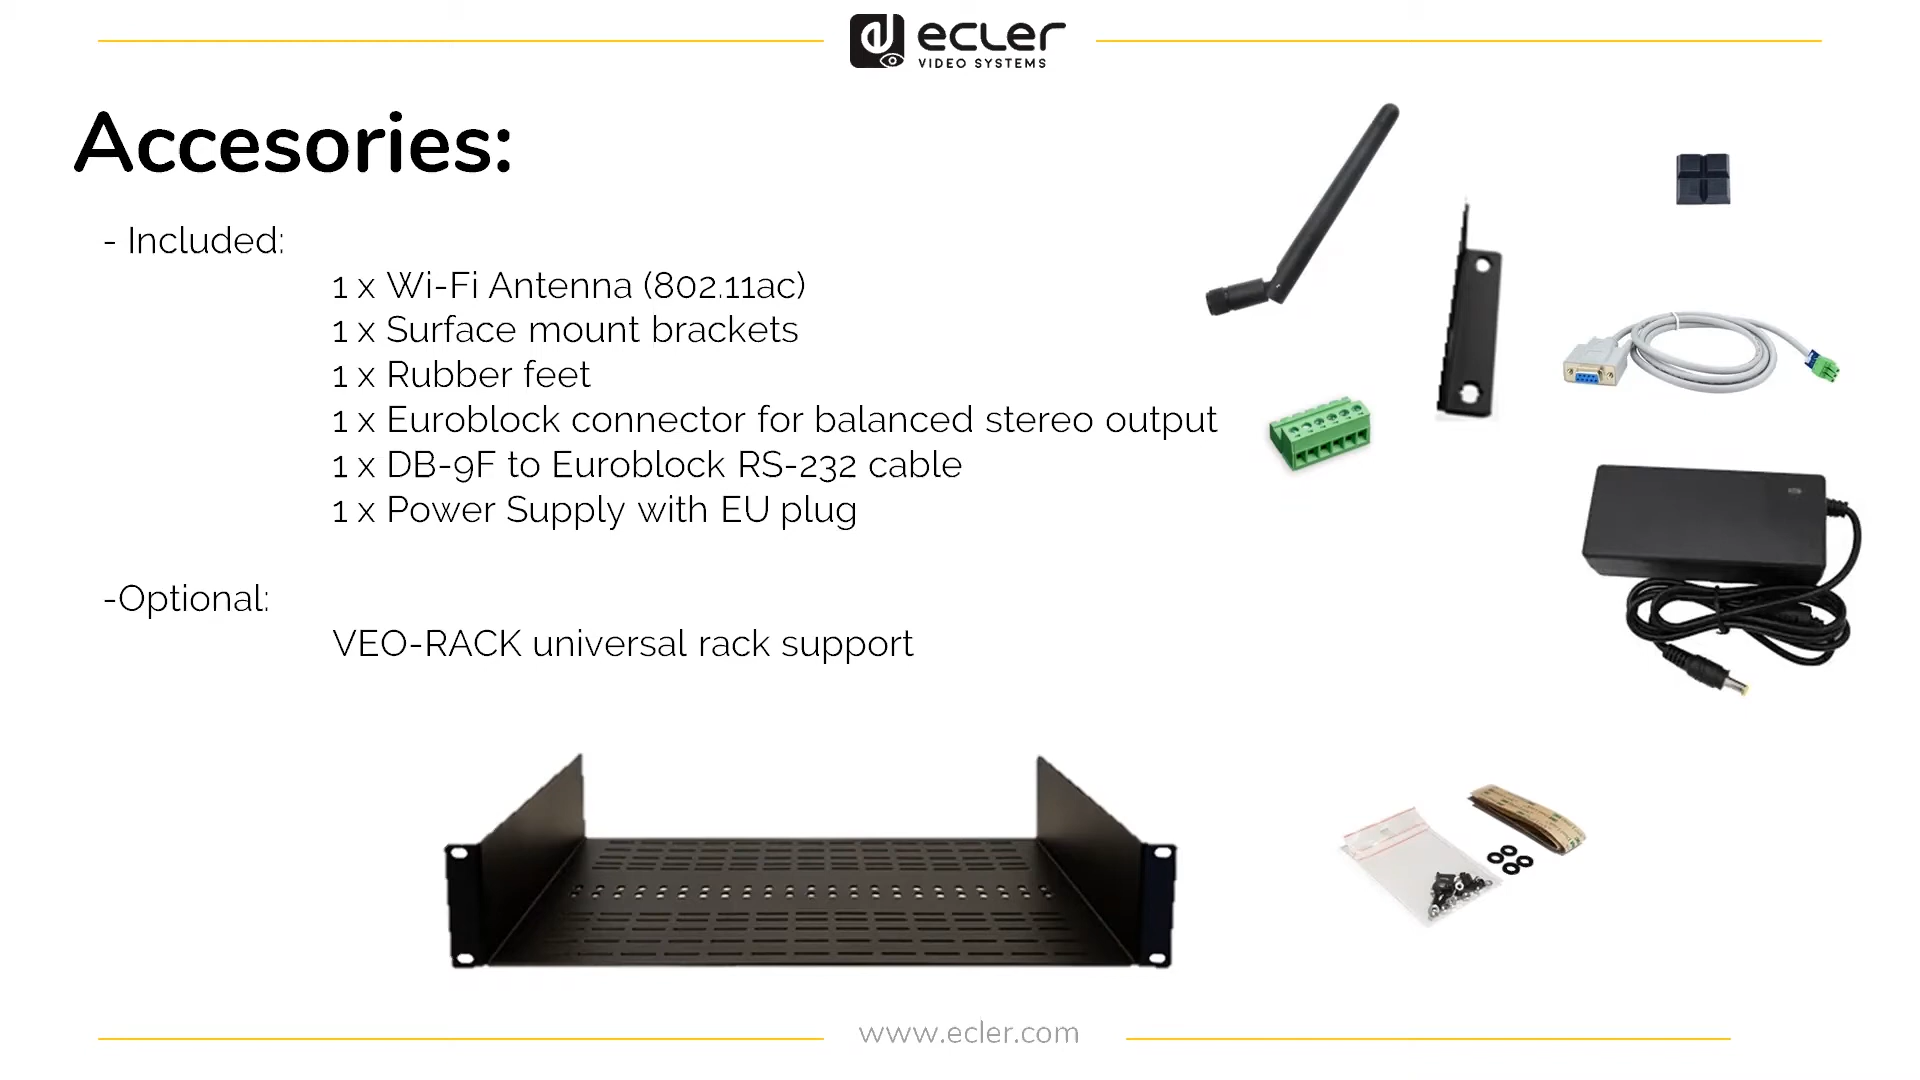 ecler
VIDEO SYSTEMS
Accesories:
- Included:
1 x Wi-Fi Antenna (802.11ac)
1 x Surface mount brackets
1 x Rubber feet
1 x Euroblock connector for balanced stereo output
1 x DB-9F to Euroblock RS-232 cable
1 x Power Supply with EU plug
-Optional:
VEO-RACK universal rack support
www.ecler.com